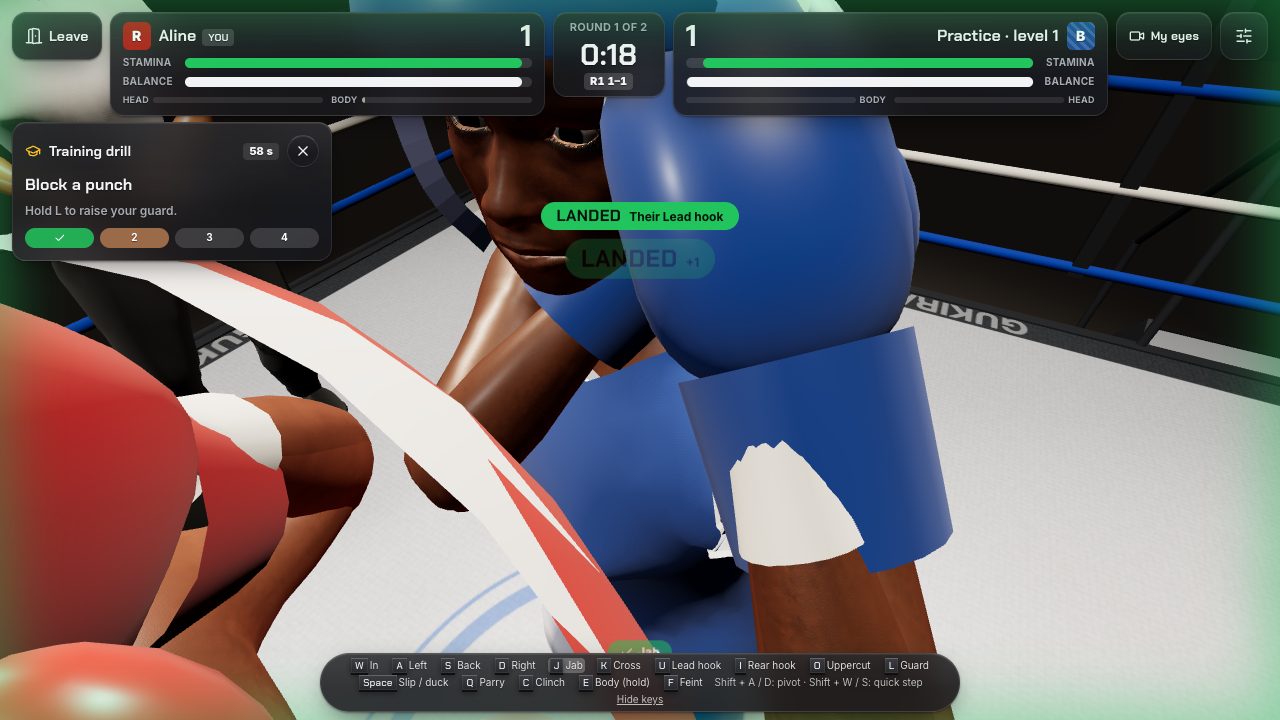 Leave
R Aline YOU 1
STAMINA
BALANCE
HEAD BODY
ROUND 1 OF 2
0:18
R1 1–1
1 Practice · level 1 B
STAMINA
BALANCE
BODY HEAD
My eyes
Training drill 58 s
Block a punch
Hold L to raise your guard.
2 3 4
LANDED Their Lead hook
LANDED +1
GUKIRA
Jab
W In A Left S Back D Right J Jab K Cross U Lead hook I Rear hook O Uppercut L Guard
Space Slip / duck Q Parry C Clinch E Body (hold) F Feint Shift + A / D: pivot · Shift + W / S: quick step
Hide keys